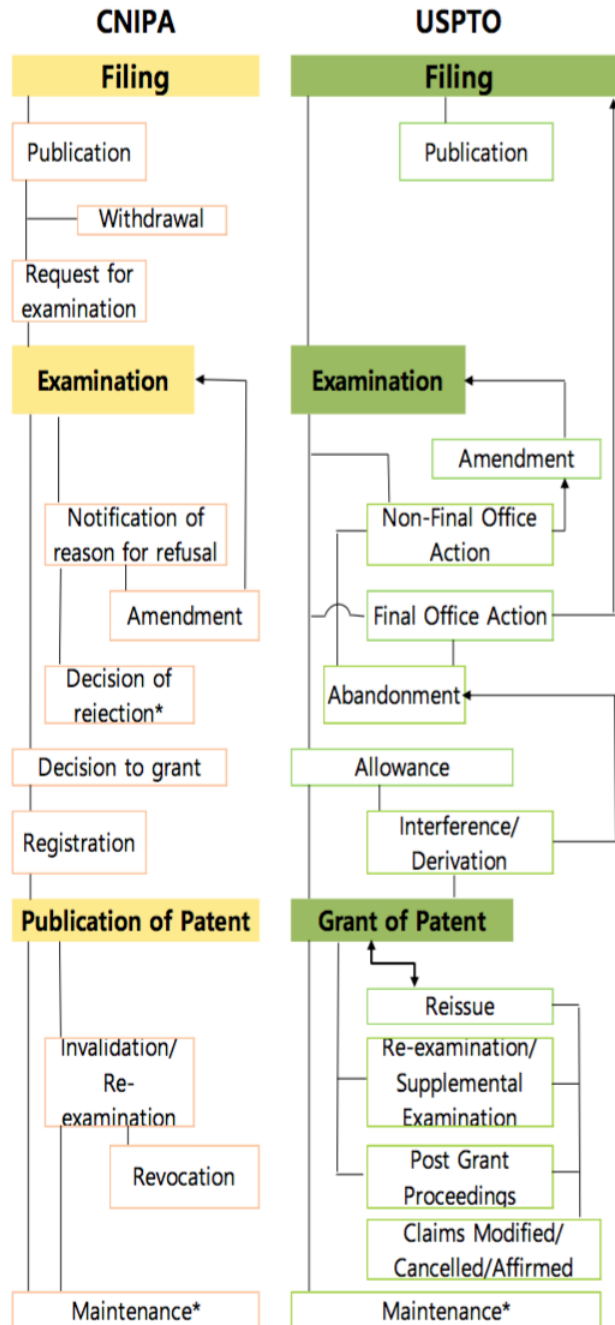 CNIPA
Filing
Publication
Withdrawal
Request for
examination
Examination
Notification of
reason for refusal
Amendment
Decision of
rejection*
Decision to grant
Registration
Publication of Patent
Invalidation/
Re-
examination
Revocation
Maintenance*
USPTO
Filing
Publication
Examination
Amendment
Non-Final Office
Action
Final Office Action
Abandonment
Allowance
Interference/
Derivation
Grant of Patent
Reissue
Re-examination/
Supplemental
Examination
Post Grant
Proceedings
Claims Modified/
Cancelled/Affirmed
Maintenance*